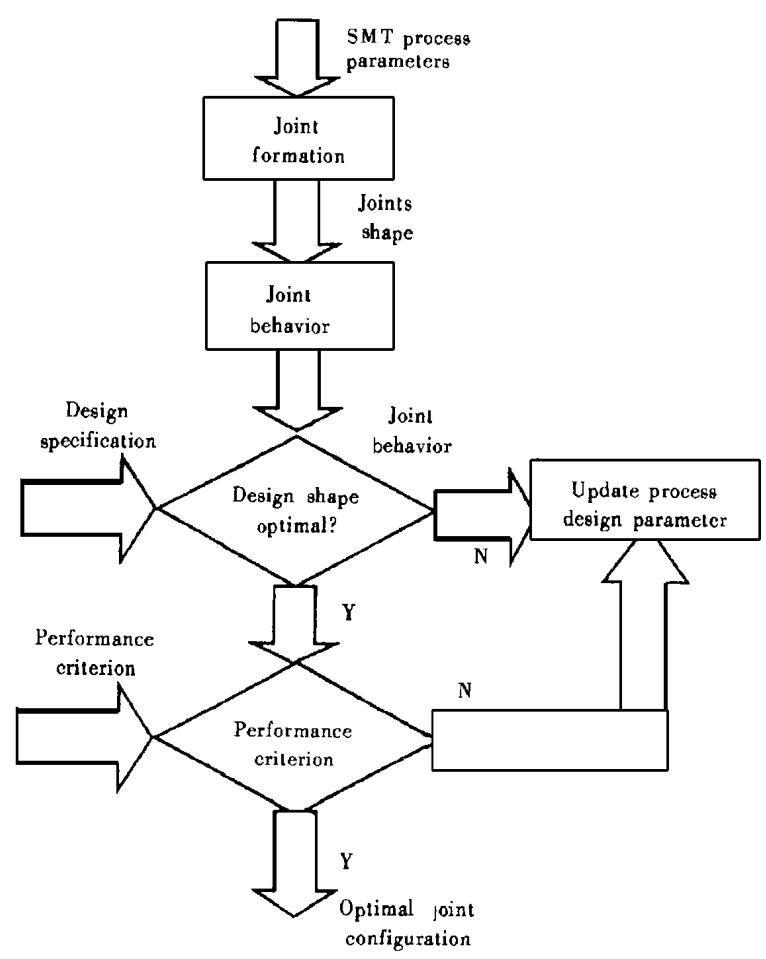 SMT process
parameters
Joint
formation
Joints
shape
Joint
behavior
Design
specification
Joint
behavior
Design shape
optimal?
Update process
design parameter
N
Y
Performance
criterion
N
Performance
criterion
Y
Optimal joint
configuration